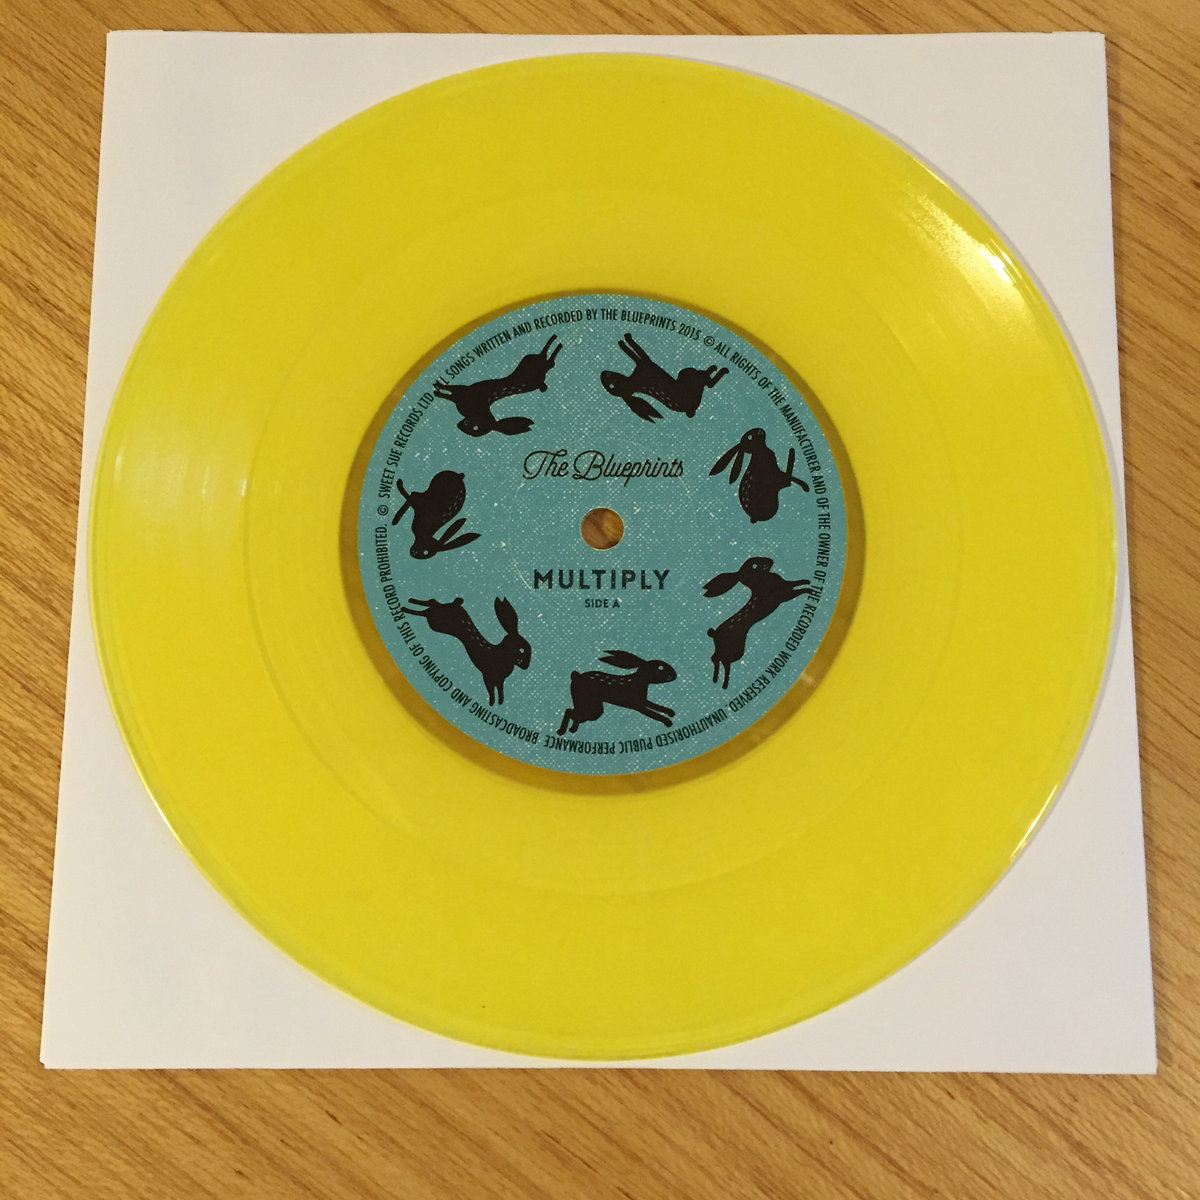 The Blueprints
MULTIPLY
SIDE A
© SWEET SUE RECORDS LTD ALL SONGS WRITTEN AND RECORDED BY THE BLUEPRINTS 2015 © ALL RIGHTS OF THE MANUFACTURER AND OF THE OWNER OF THE RECORDED WORK RESERVED. UNAUTHORISED PUBLIC PERFORMANCE BROADCASTING AND COPYING OF THIS RECORD PROHIBITED.